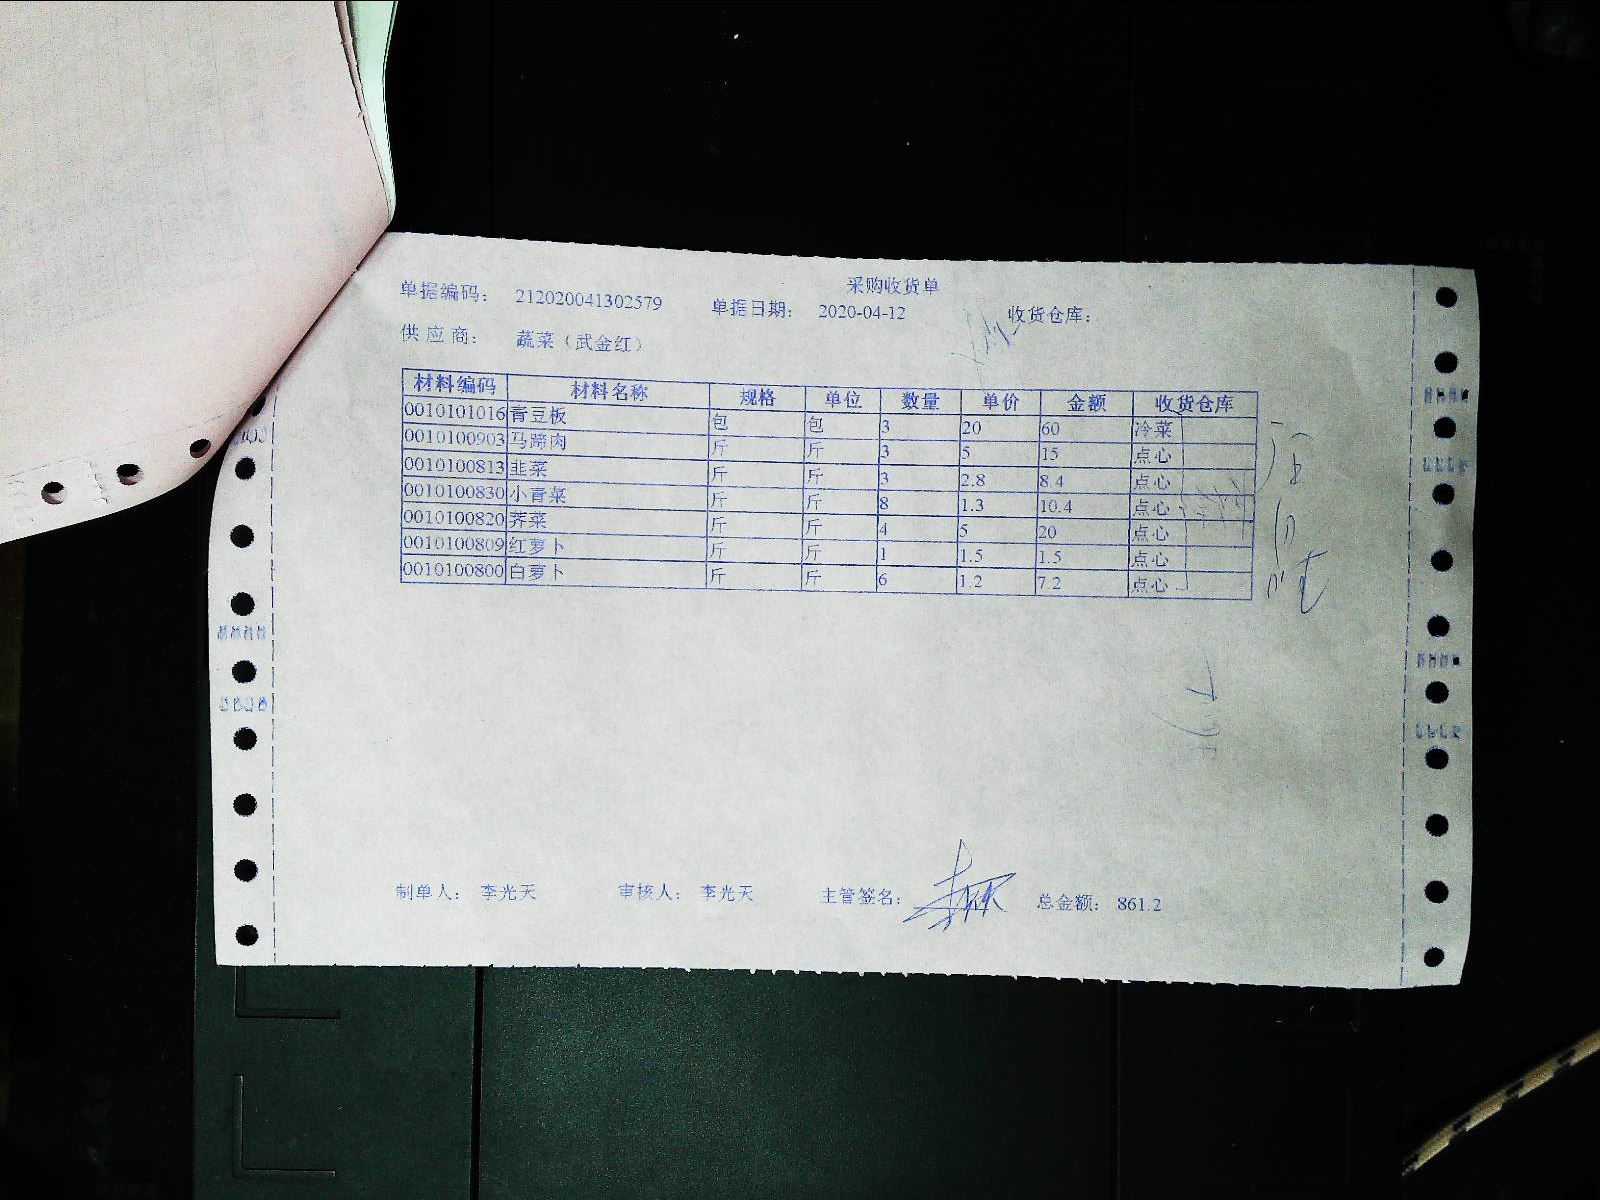 采购收货单
单据编码： 212020041302579 单据日期： 2020-04-12 收货仓库：
供应商： 蔬菜（武金红）
材料编码 材料名称 规格 单位 数量 单价 金额 收货仓库
0010101016 青豆板 包 包 3 20 60 冷菜
0010100903 马蹄肉 斤 斤 3 5 15 点心
0010100813 韭菜 斤 斤 3 2.8 8.4 点心
0010100830 小青菜 斤 斤 8 1.3 10.4 点心
0010100820 荠菜 斤 斤 4 5 20 点心
0010100809 红萝卜 斤 斤 1 1.5 1.5 点心
0010100800 白萝卜 斤 斤 6 1.2 7.2 点心
制单人： 李光天 审核人： 李光天 主管签名： 总金额： 861.2